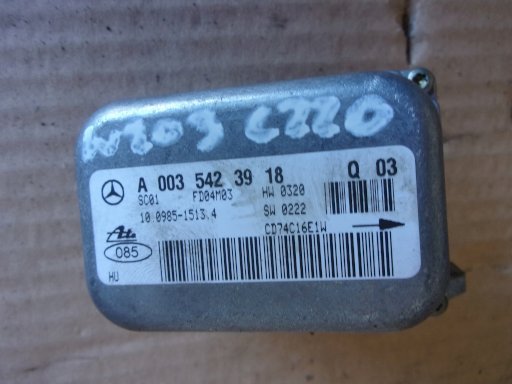 W203 C220
A 003 542 39 18 Q 03
SC01 FD04M03 HW 0320
10.0985-1513.4 SW 0222
CD74C16E1W
Ate
085
HU